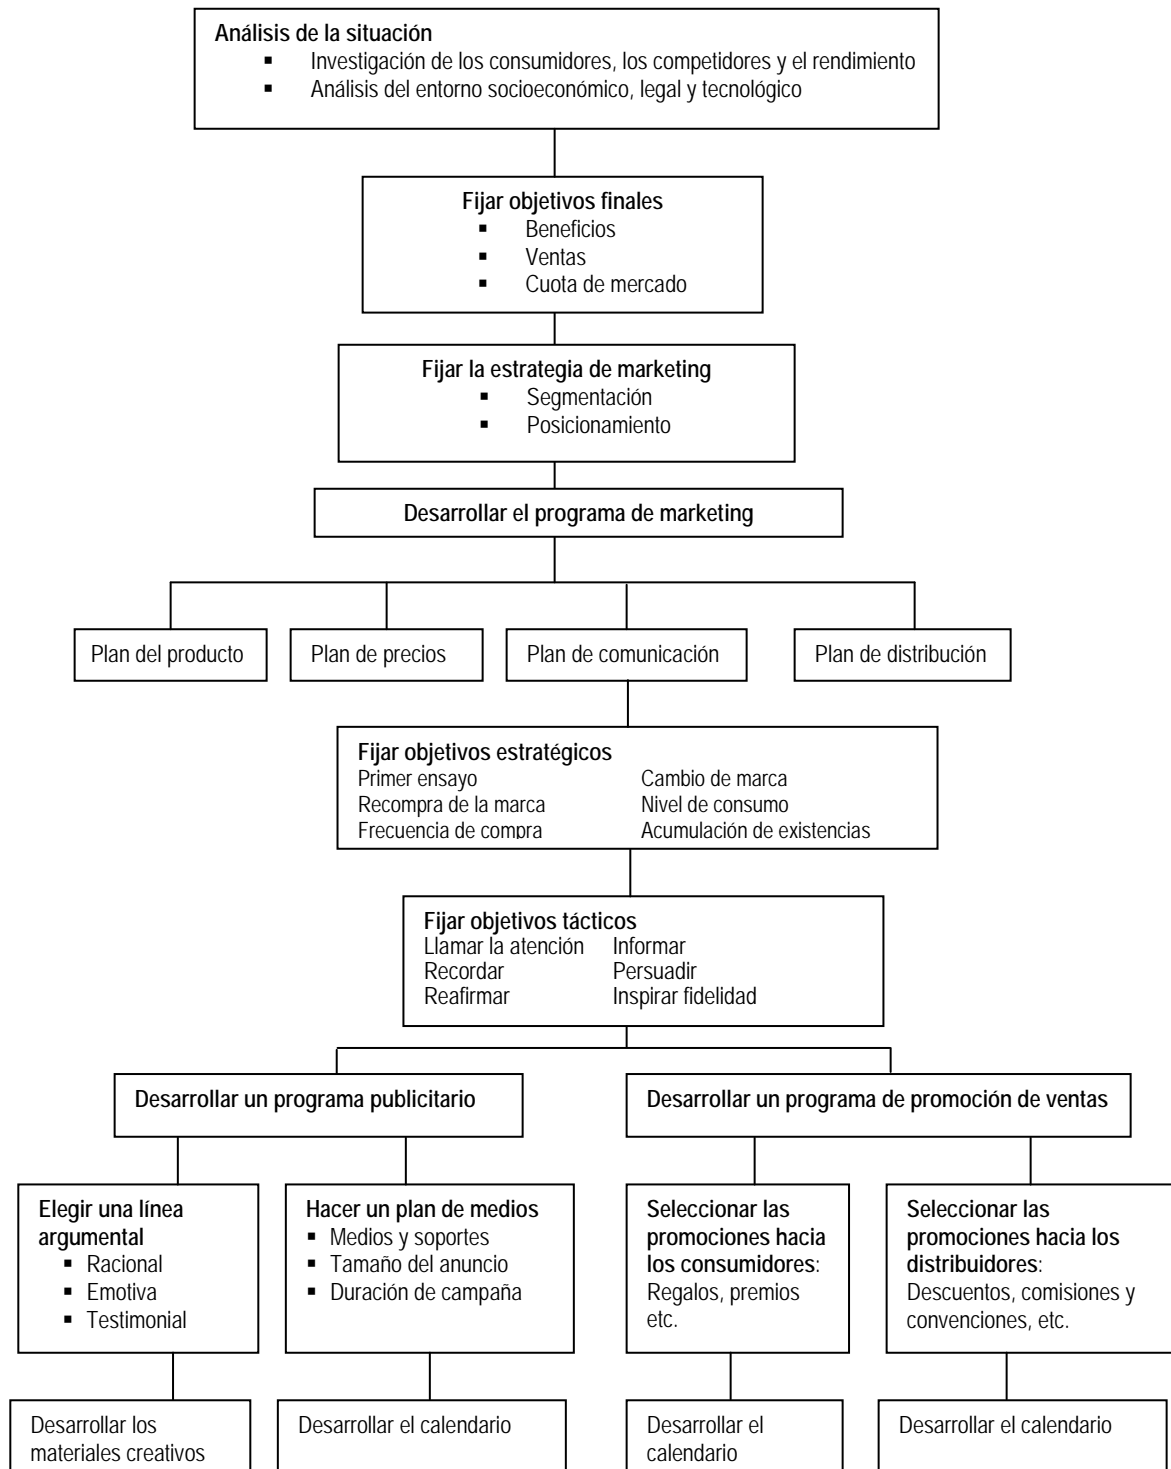 Análisis de la situación
▪ Investigación de los consumidores, los competidores y el rendimiento
▪ Análisis del entorno socioeconómico, legal y tecnológico
Fijar objetivos finales
▪ Beneficios
▪ Ventas
▪ Cuota de mercado
Fijar la estrategia de marketing
▪ Segmentación
▪ Posicionamiento
Desarrollar el programa de marketing
Plan del producto
Plan de precios
Plan de comunicación
Plan de distribución
Fijar objetivos estratégicos
Primer ensayo Cambio de marca
Recompra de la marca Nivel de consumo
Frecuencia de compra Acumulación de existencias
Fijar objetivos tácticos
Llamar la atención Informar
Recordar Persuadir
Reafirmar Inspirar fidelidad
Desarrollar un programa publicitario
Desarrollar un programa de promoción de ventas
Elegir una línea
argumental
▪ Racional
▪ Emotiva
▪ Testimonial
Hacer un plan de medios
▪ Medios y soportes
▪ Tamaño del anuncio
▪ Duración de campaña
Seleccionar las
promociones hacia
los consumidores:
Regalos, premios
etc.
Seleccionar las
promociones hacia los
distribuidores:
Descuentos, comisiones y
convenciones, etc.
Desarrollar los
materiales creativos
Desarrollar el calendario
Desarrollar el
calendario
Desarrollar el calendario